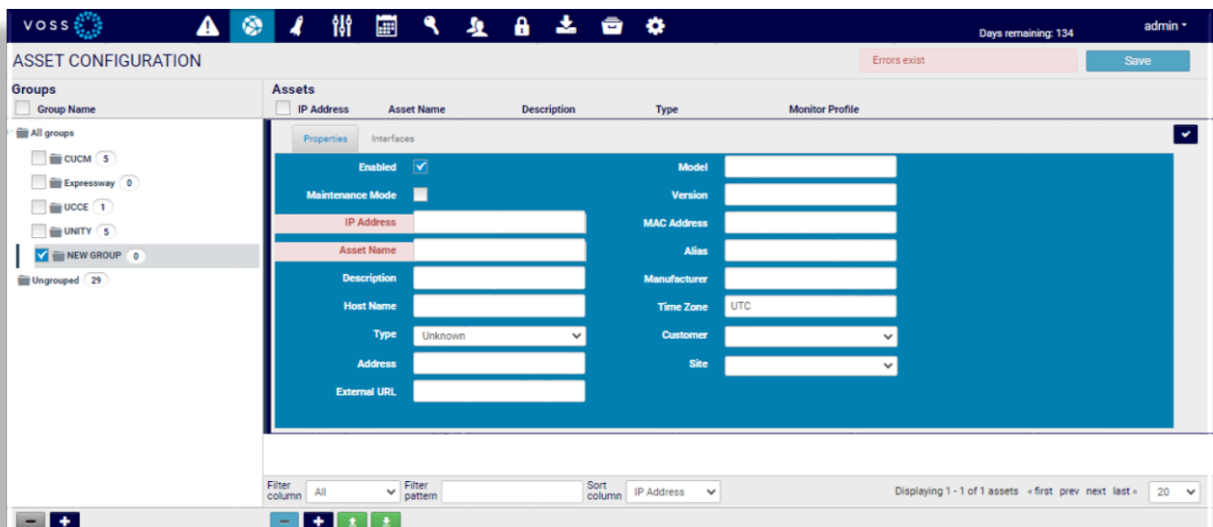 VOSS
Days remaining: 134
admin
ASSET CONFIGURATION
Errors exist
Save
Groups
Group Name
All groups
CUCM 5
Expressway 0
UCCE 1
UNITY 5
NEW GROUP 0
Ungrouped 29
Assets
IP Address Asset Name Description Type Monitor Profile
Properties Interfaces
Enabled
Maintenance Mode
IP Address
Asset Name
Description
Host Name
Type Unknown
Address
External URL
Model
Version
MAC Address
Alias
Manufacturer
Time Zone UTC
Customer
Site
Filter column All
Filter pattern
Sort column IP Address
Displaying 1 - 1 of 1 assets «first prev next last» 20